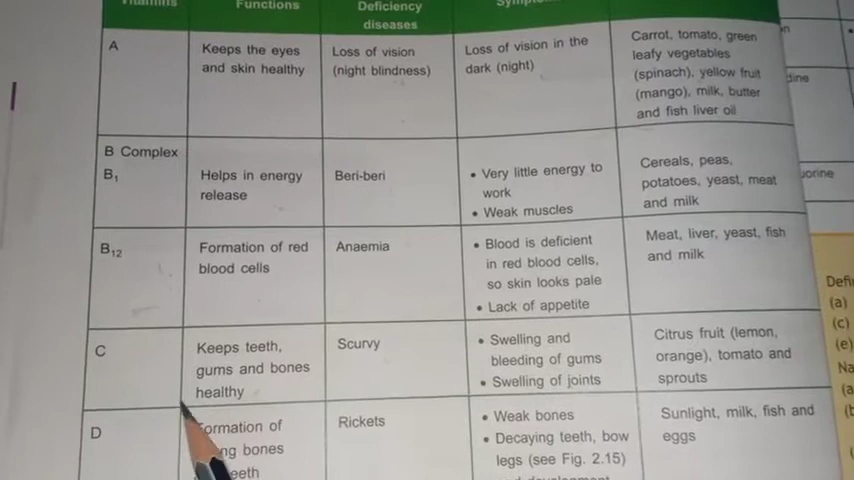 Vitamins
Functions
Deficiency
diseases
A
Keeps the eyes
and skin healthy
Loss of vision
(night blindness)
Loss of vision in the
dark (night)
Carrot, tomato, green
leafy vegetables
(spinach), yellow fruit
(mango), milk, butter
and fish liver oil
B Complex
B₁
Helps in energy
release
Beri-beri
• Very little energy to
work
• Weak muscles
Cereals, peas,
potatoes, yeast, meat
and milk
B₁₂
Formation of red
blood cells
Anaemia
• Blood is deficient
in red blood cells,
so skin looks pale
• Lack of appetite
Meat, liver, yeast, fish
and milk
C
Keeps teeth,
gums and bones
healthy
Scurvy
• Swelling and
bleeding of gums
• Swelling of joints
Citrus fruit (lemon,
orange), tomato and
sprouts
D
Formation of
bones
teeth
Rickets
• Weak bones
• Decaying teeth, bow
legs (see Fig. 2.15)
Sunlight, milk, fish and
eggs
(a)
(c)
(e)
Na
(a
(b